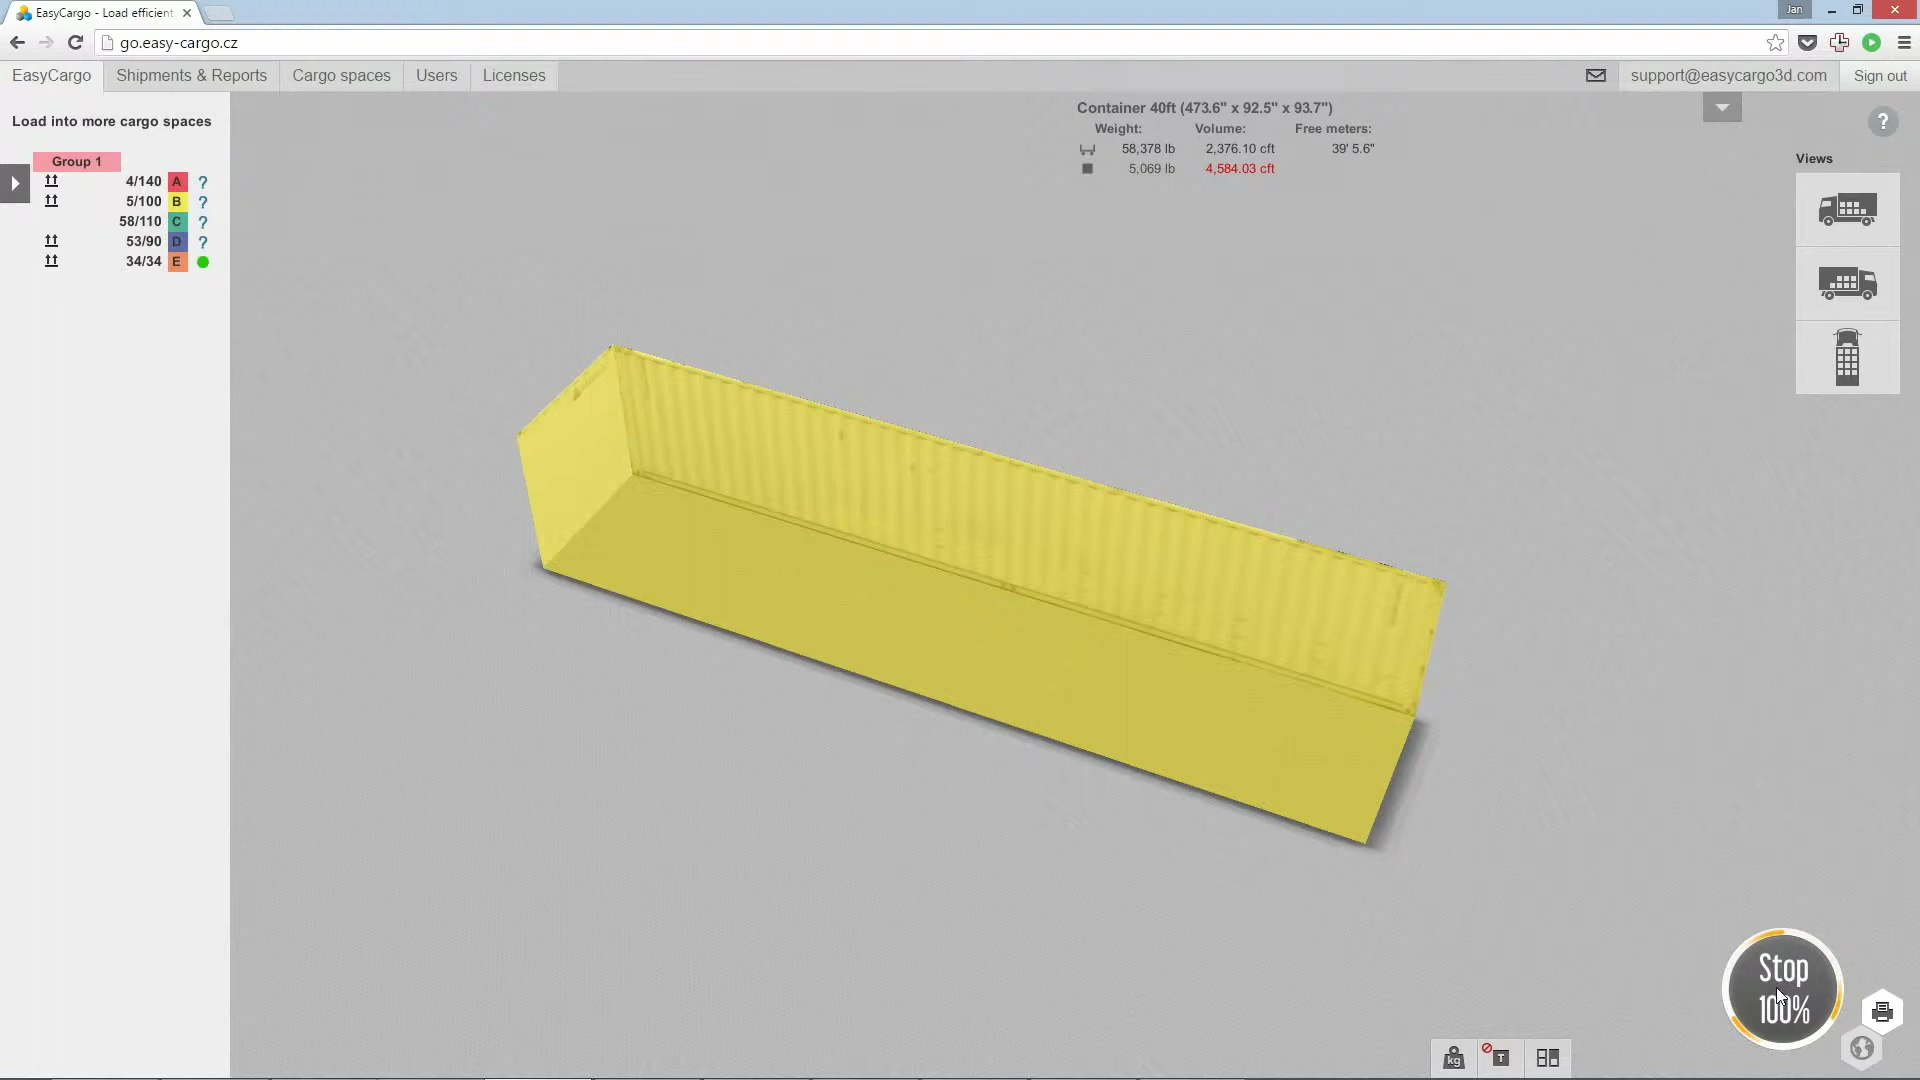 EasyCargo - Load efficient
Jan
go.easy-cargo.cz
EasyCargo Shipments & Reports Cargo spaces Users Licenses support@easycargo3d.com Sign out
Load into more cargo spaces
Container 40ft (473.6" x 92.5" x 93.7")
Weight: Volume: Free meters:
58,378 lb 2,376.10 cft 39' 5.6"
5,069 lb 4,584.03 cft
?
Views
Group 1
4/140 A ?
5/100 B ?
58/110 C ?
53/90 D ?
34/34 E
Stop
100%
kg
T